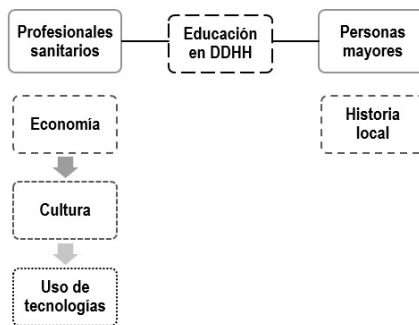 Profesionales
sanitarios
Educación
en DDHH
Personas
mayores
Economía
Historia
local
Cultura
Uso de
tecnologías